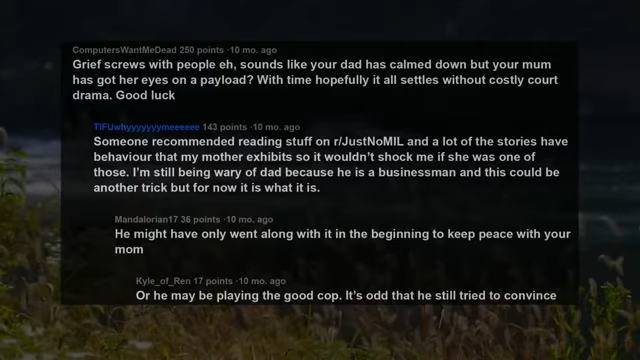 ComputersWantMeDead 250 points · 10 mo. ago
Grief screws with people eh, sounds like your dad has calmed down but your mum
has got her eyes on a payload? With time hopefully it all settles without costly court
drama. Good luck
TIFUwhyyyyyyymeeeeee 143 points · 10 mo. ago
Someone recommended reading stuff on r/JustNoMIL and a lot of the stories have
behaviour that my mother exhibits so it wouldn't shock me if she was one of
those. I'm still being wary of dad because he is a businessman and this could be
another trick but for now it is what it is.
Mandalorian17 36 points · 10 mo. ago
He might have only went along with it in the beginning to keep peace with your
mom
Kyle_of_Ren 17 points · 10 mo. ago
Or he may be playing the good cop. It's odd that he still tried to convince